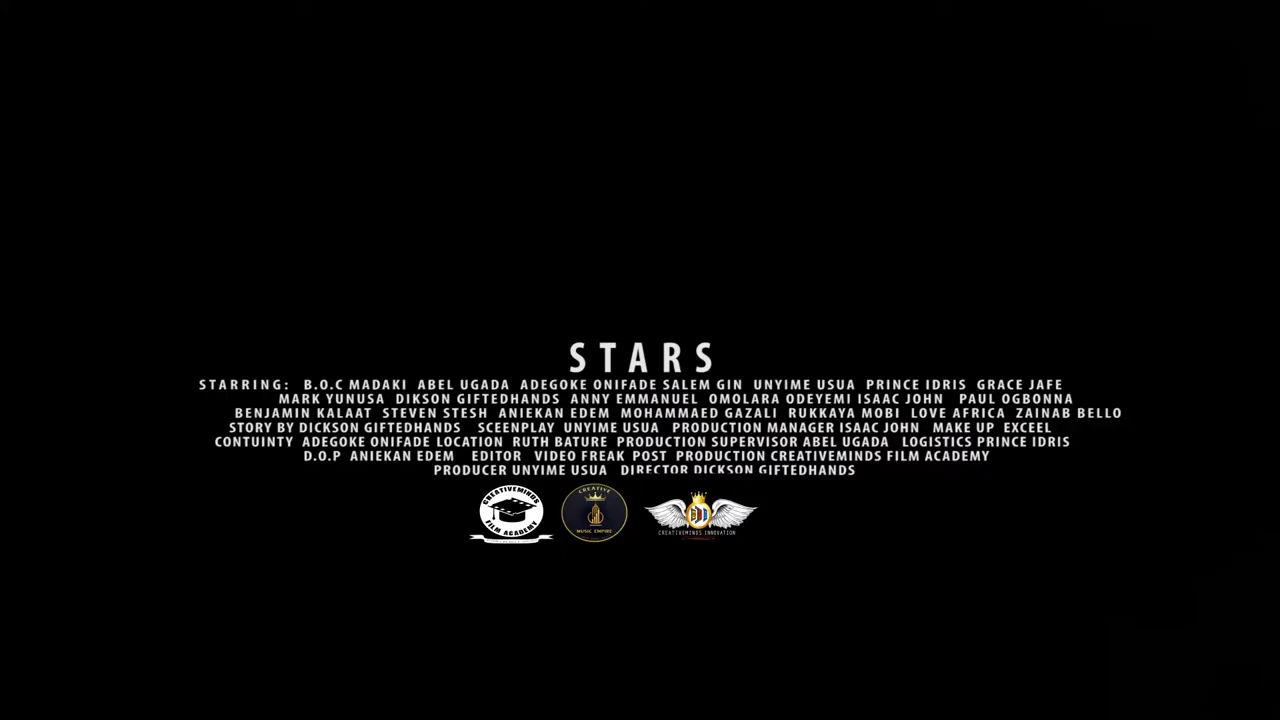 STARS
STARRING: B.O.C MADAKI ABEL UGADA ADEGOKE ONIFADE SALEM GIN UNYIME USUA PRINCE IDRIS GRACE JAFE
MARK YUNUSA DIKSON GIFTEDHANDS ANNY EMMANUEL OMOLARA ODEYEMI ISAAC JOHN PAUL OGBONNA
BENJAMIN KALAAT STEVEN STESH ANIEKAN EDEM MOHAMMAED GAZALI RUKKAYA MOBI LOVE AFRICA ZAINAB BELLO
STORY BY DICKSON GIFTEDHANDS SCEENPLAY UNYIME USUA PRODUCTION MANAGER ISAAC JOHN MAKE UP EXCEEL
CONTUINTY ADEGOKE ONIFADE LOCATION RUTH BATURE PRODUCTION SUPERVISOR ABEL UGADA LOGISTICS PRINCE IDRIS
D.O.P ANIEKAN EDEM EDITOR VIDEO FREAK POST PRODUCTION CREATIVEMINDS FILM ACADEMY
PRODUCER UNYIME USUA DIRECTOR DICKSON GIFTEDHANDS
CREATIVEMINDS
FILM ACADEMY
CREATIVE
MUSIC EMPIRE
CREATIVEMINDS INNOVATION